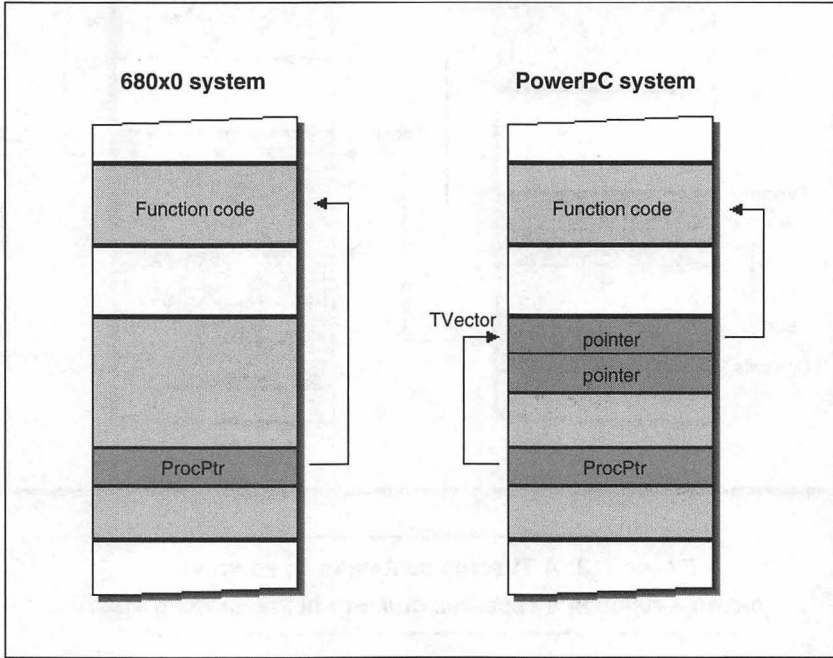 680x0 system
PowerPC system
Function code
Function code
TVector
pointer
pointer
ProcPtr
ProcPtr